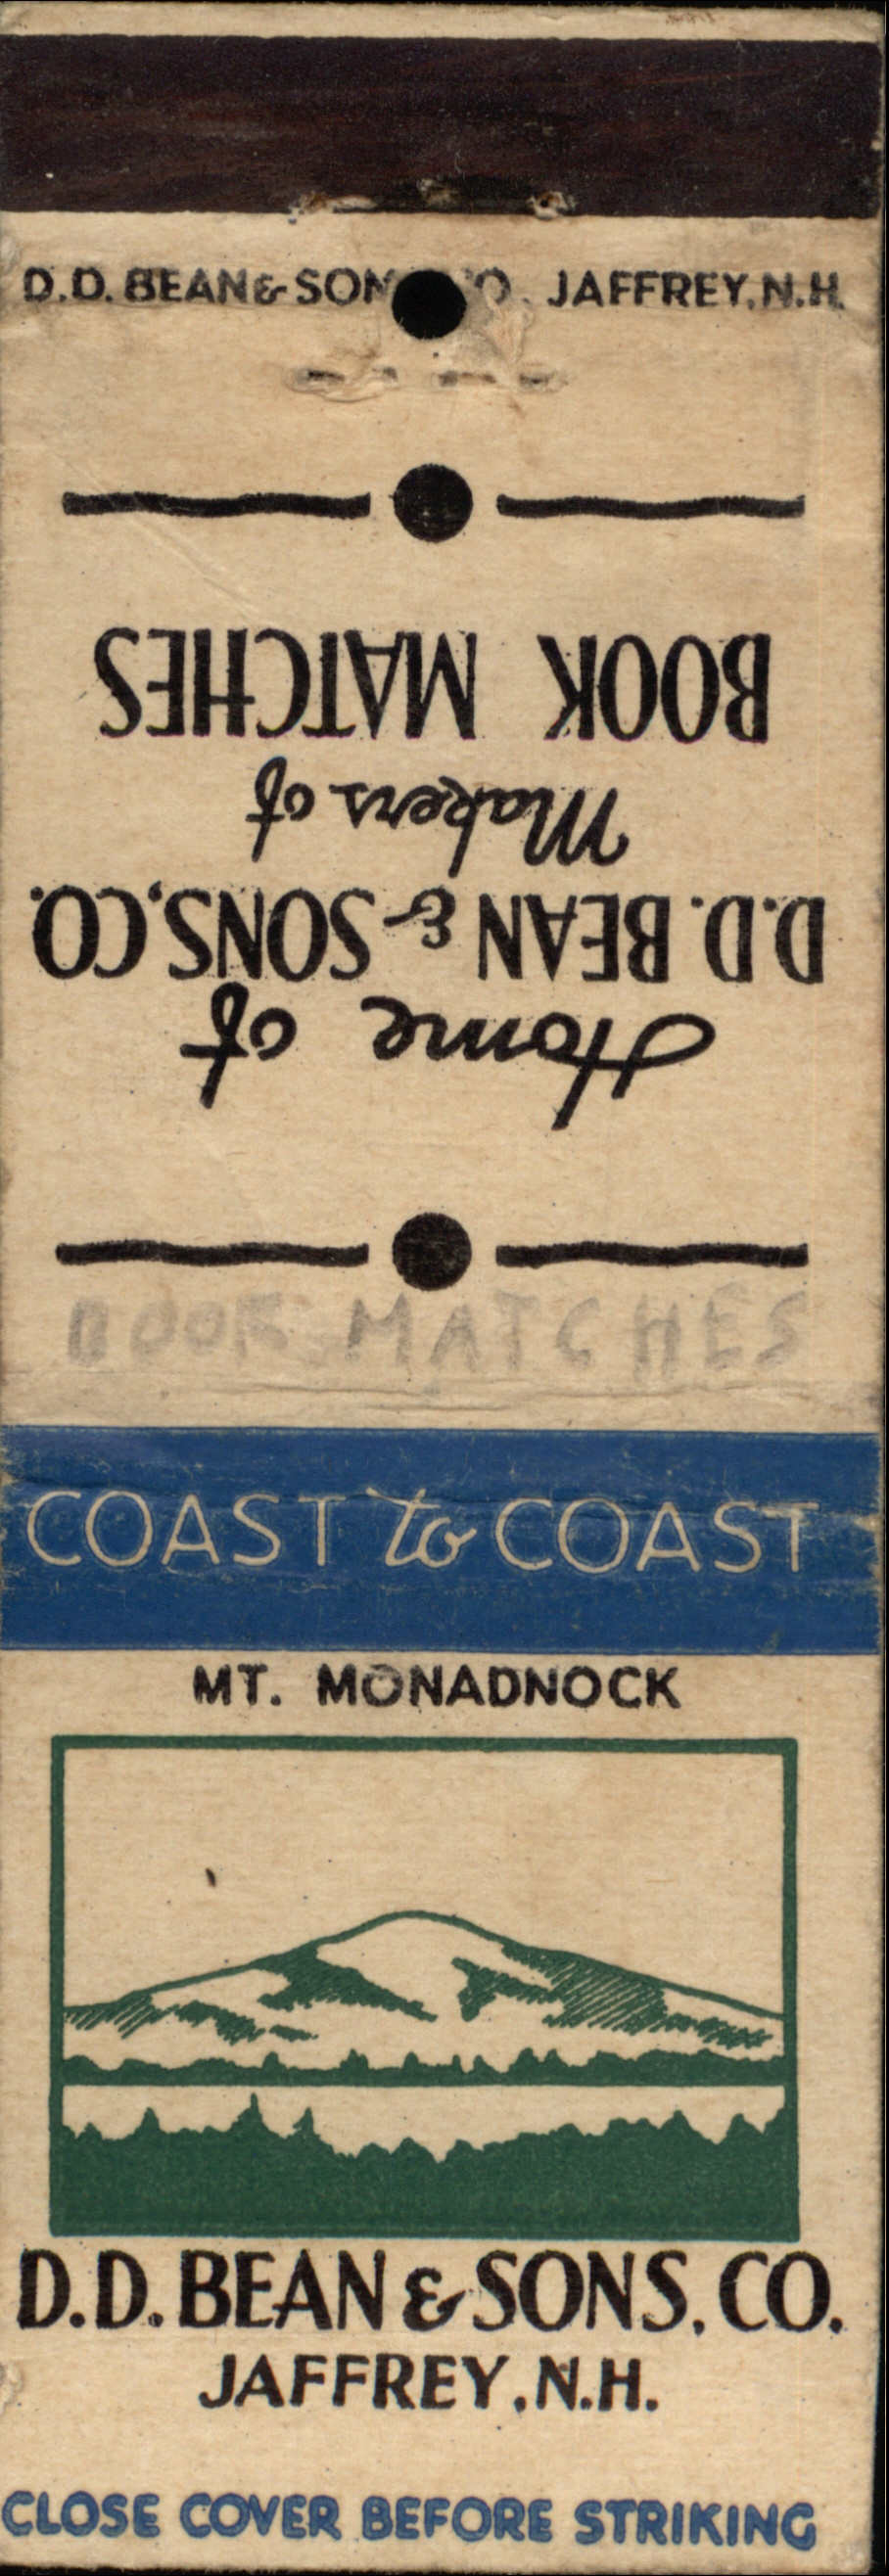 D.D. BEAN & SONS CO. JAFFREY, N.H.
Home of
D.D. BEAN & SONS, CO.
Makers of
BOOK MATCHES
BOOK MATCHES
COAST to COAST
MT. MONADNOCK
D.D. BEAN & SONS, CO.
JAFFREY, N.H.
CLOSE COVER BEFORE STRIKING